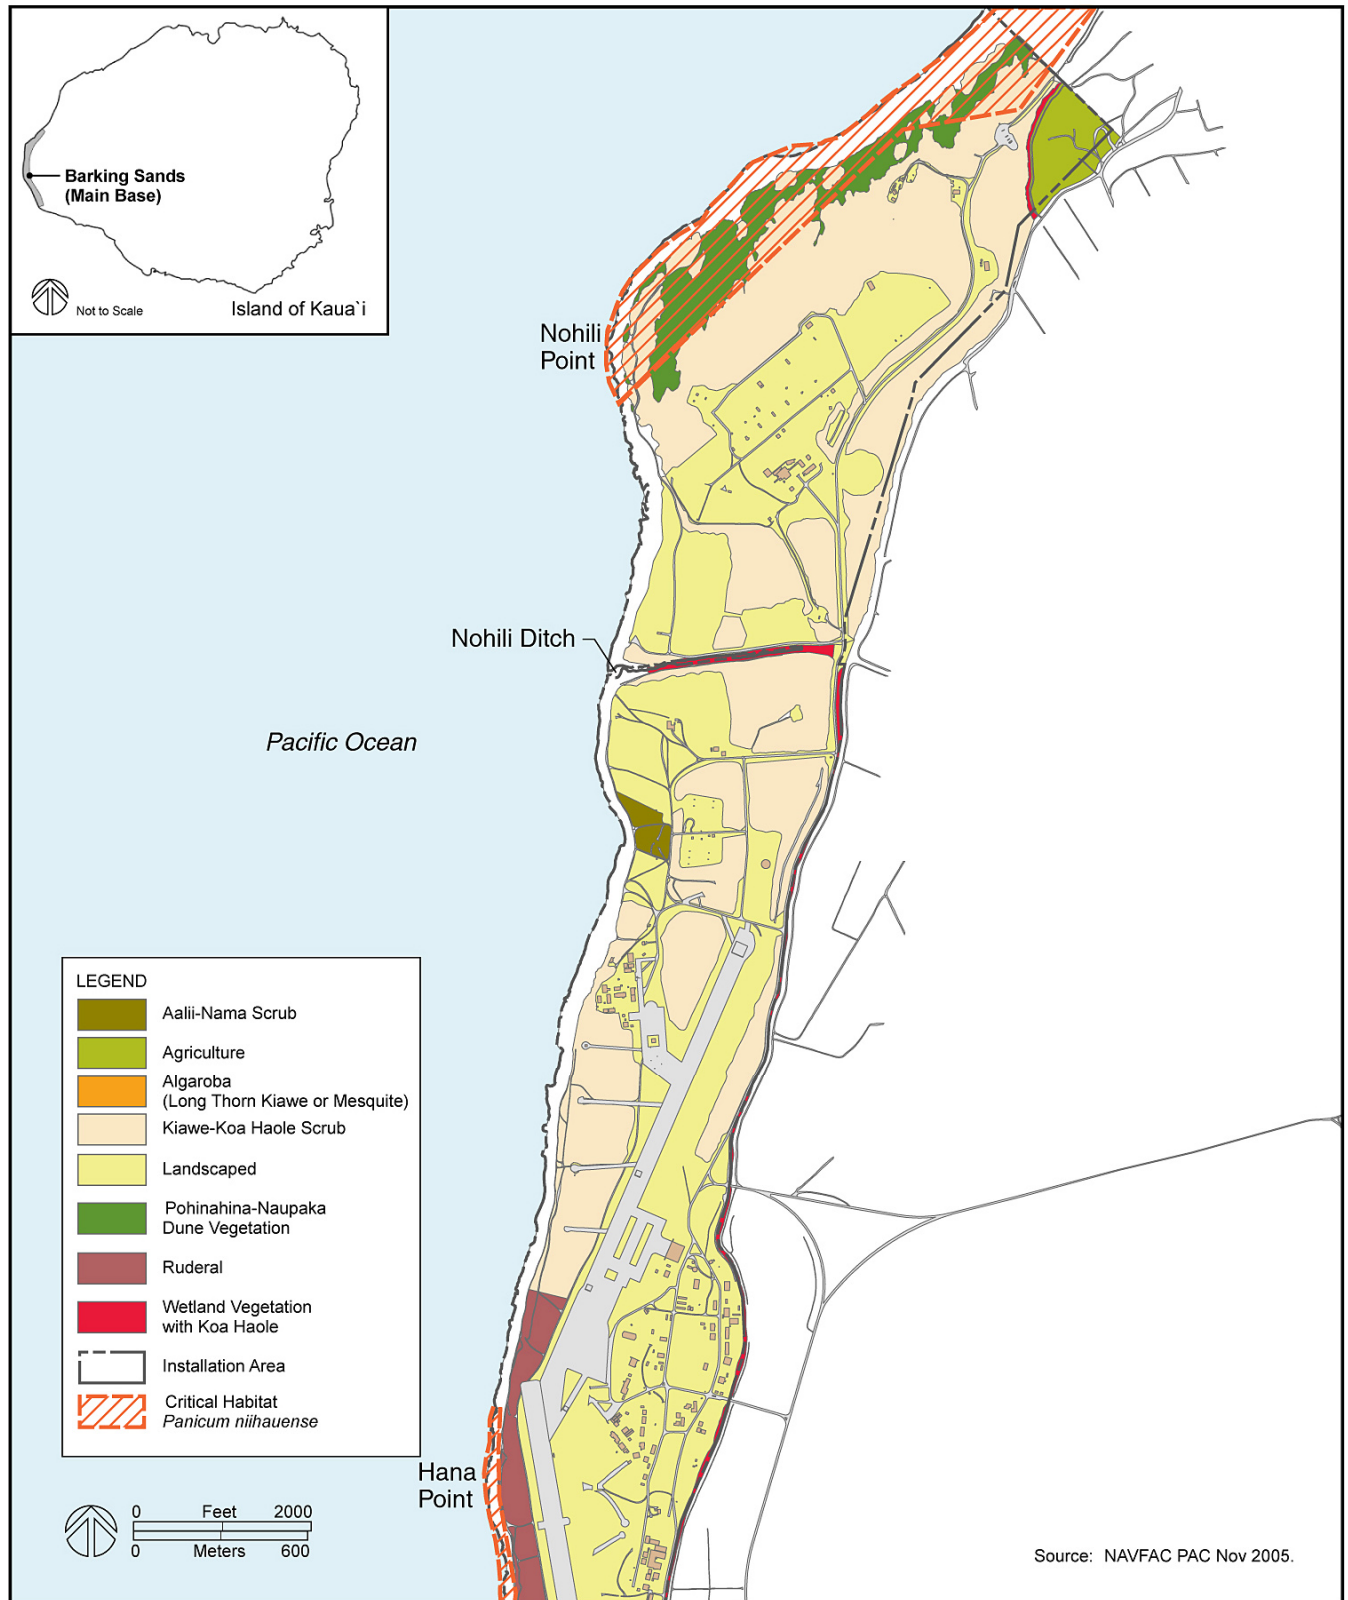 Barking Sands
(Main Base)
Not to Scale
Island of Kaua`i
Nohili
Point
Nohili Ditch
Pacific Ocean
LEGEND
Aalii-Nama Scrub
Agriculture
Algaroba
(Long Thorn Kiawe or Mesquite)
Kiawe-Koa Haole Scrub
Landscaped
Pohinahina-Naupaka
Dune Vegetation
Ruderal
Wetland Vegetation
with Koa Haole
Installation Area
Critical Habitat
Panicum niihauense
Hana
Point
0 Feet 2000
0 Meters 600
Source: NAVFAC PAC Nov 2005.